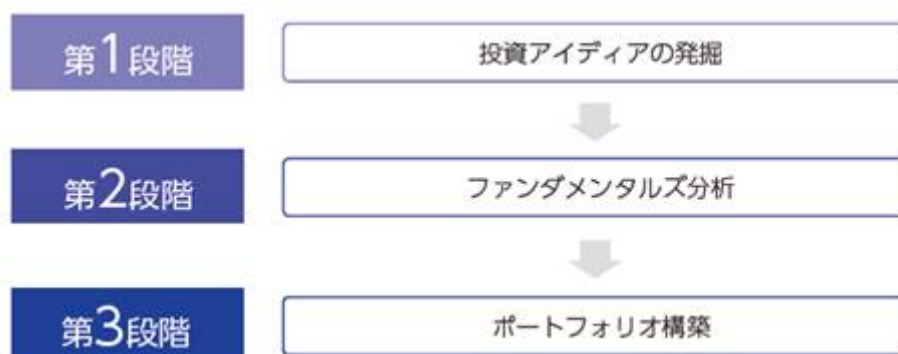 第1段階
投資アイディアの発掘
第2段階
ファンダメンタルズ分析
第3段階
ポートフォリオ構築